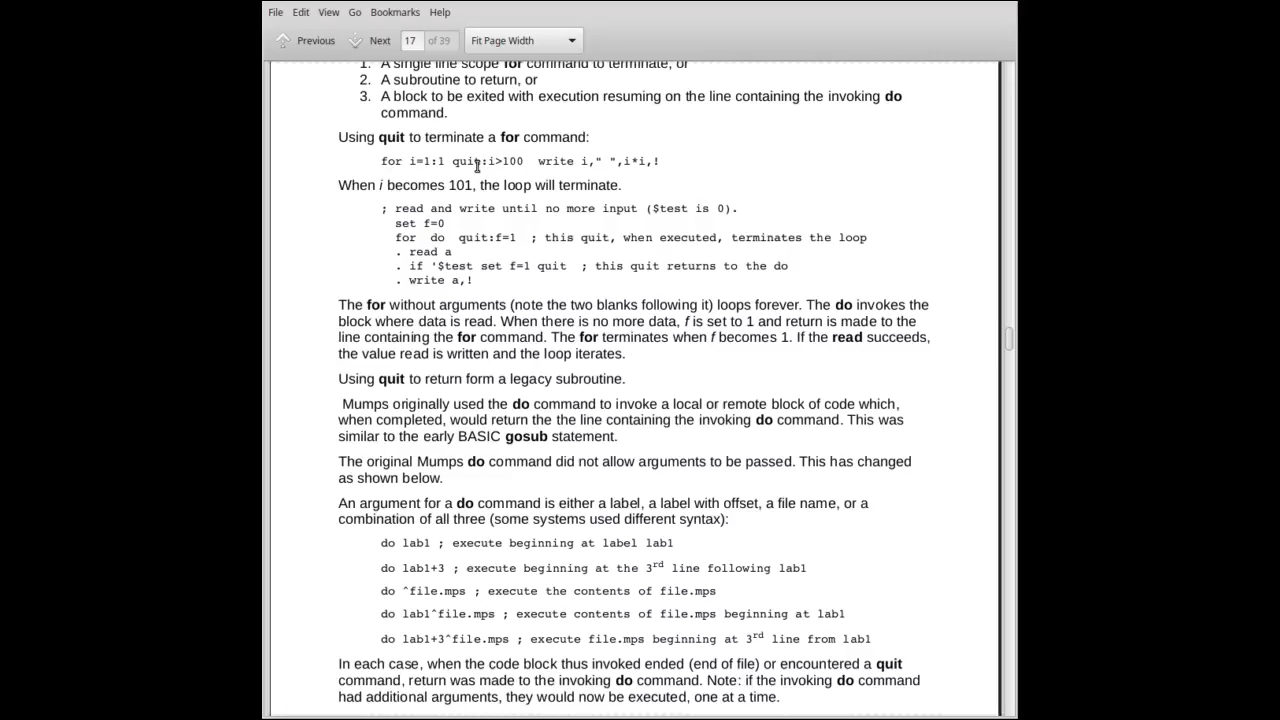 File Edit View Go Bookmarks Help
Previous Next 17 of 39 Fit Page Width
1. A single line scope for command to terminate, or
2. A subroutine to return, or
3. A block to be exited with execution resuming on the line containing the invoking do
command.
Using quit to terminate a for command:
for i=1:1 quit:i>100  write i," ",i*i,!
When i becomes 101, the loop will terminate.
; read and write until no more input ($test is 0).
set f=0
for  do  quit:f=1  ; this quit, when executed, terminates the loop
. read a
. if '$test set f=1 quit  ; this quit returns to the do
. write a,!
The for without arguments (note the two blanks following it) loops forever. The do invokes the
block where data is read. When there is no more data, f is set to 1 and return is made to the
line containing the for command. The for terminates when f becomes 1. If the read succeeds,
the value read is written and the loop iterates.
Using quit to return form a legacy subroutine.
Mumps originally used the do command to invoke a local or remote block of code which,
when completed, would return the the line containing the invoking do command. This was
similar to the early BASIC gosub statement.
The original Mumps do command did not allow arguments to be passed. This has changed
as shown below.
An argument for a do command is either a label, a label with offset, a file name, or a
combination of all three (some systems used different syntax):
do lab1 ; execute beginning at label lab1
do lab1+3 ; execute beginning at the 3rd line following lab1
do ^file.mps ; execute the contents of file.mps
do lab1^file.mps ; execute contents of file.mps beginning at lab1
do lab1+3^file.mps ; execute file.mps beginning at 3rd line from lab1
In each case, when the code block thus invoked ended (end of file) or encountered a quit
command, return was made to the invoking do command. Note: if the invoking do command
had additional arguments, they would now be executed, one at a time.